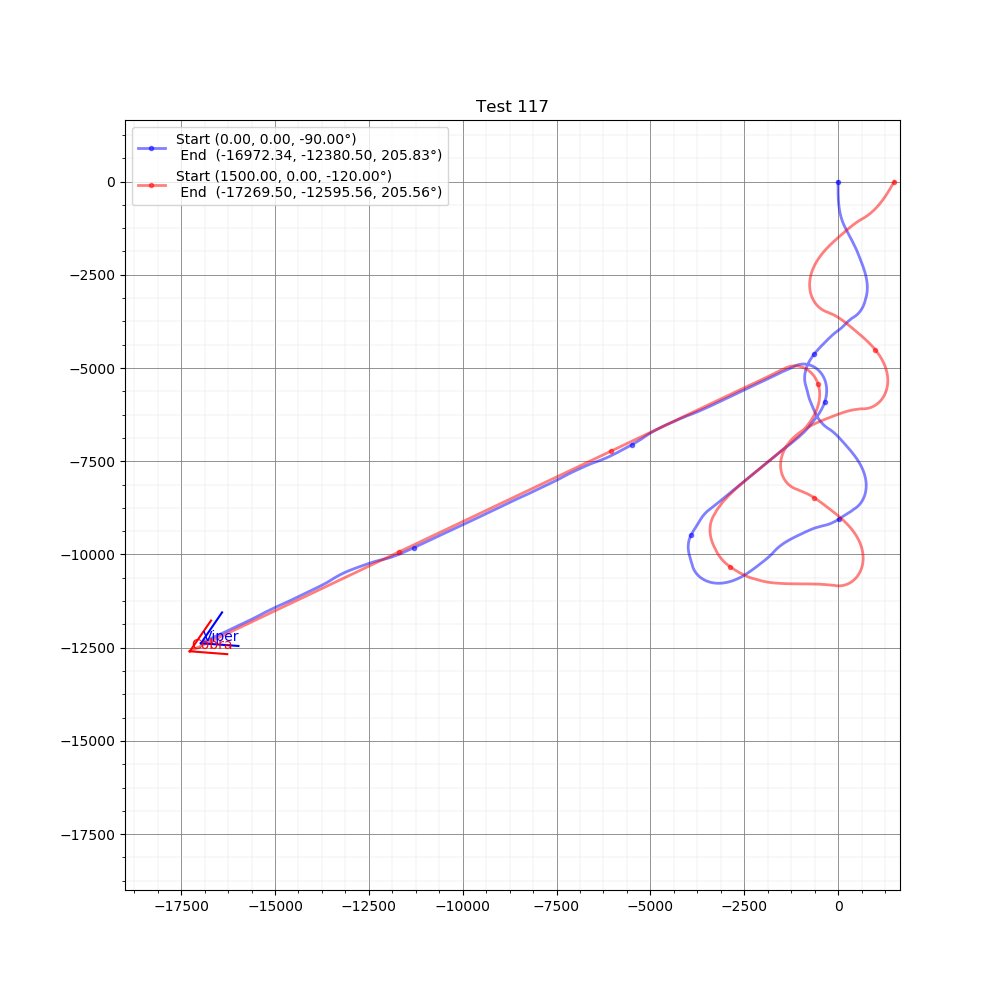 Test 117
Start (0.00, 0.00, -90.00°)
End (-16972.34, -12380.50, 205.83°)
Start (1500.00, 0.00, -120.00°)
End (-17269.50, -12595.56, 205.56°)
0
−2500
−5000
−7500
−10000
−12500
−15000
−17500
Viper
Cobra
−17500 −15000 −12500 −10000 −7500 −5000 −2500 0